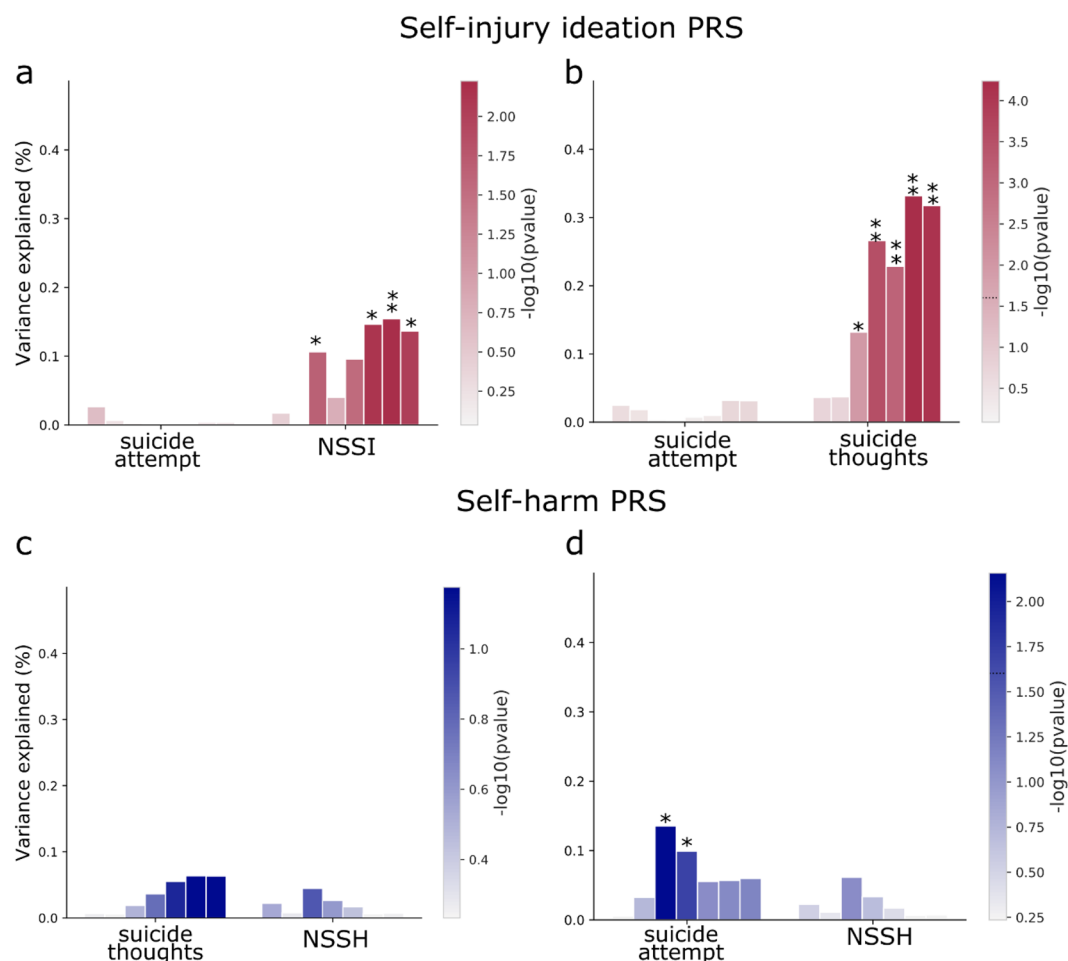 Self-injury ideation PRS
a
Variance explained (%)
0.4
0.3
0.2
0.1
0.0
*
*
**
*
suicide
attempt
NSSI
2.00
1.75
1.50
1.25
1.00
0.75
0.50
0.25
-log10(pvalue)
b
0.4
0.3
0.2
0.1
0.0
*
**
**
**
**
suicide
attempt
suicide
thoughts
4.0
3.5
3.0
2.5
2.0
1.5
1.0
0.5
-log10(pvalue)
Self-harm PRS
c
Variance explained (%)
0.4
0.3
0.2
0.1
0.0
suicide
thoughts
NSSH
1.0
0.8
0.6
0.4
-log10(pvalue)
d
0.4
0.3
0.2
0.1
0.0
*
*
suicide
attempt
NSSH
2.00
1.75
1.50
1.25
1.00
0.75
0.50
0.25
-log10(pvalue)